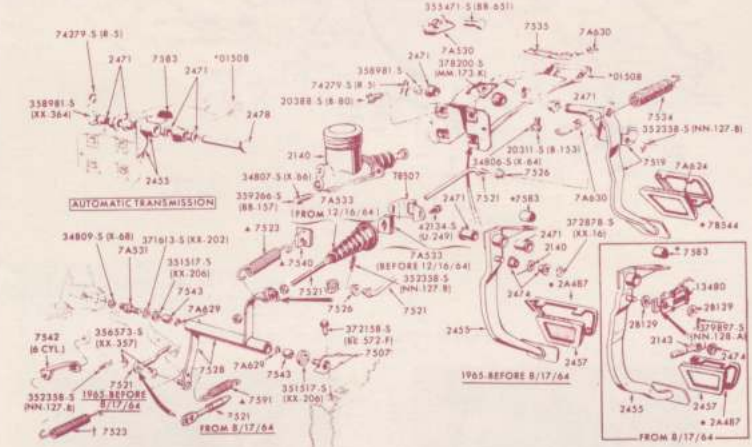 355471-S (BB-651)
74279-S (R-5)
2471
7583
2471
*01508
358981-S
(XX-364)
2478
2455
AUTOMATIC TRANSMISSION
7A530
378200-S
(MM-173-K)
7535
7A630
*01508
2471
358981-S
74279-S (R-5)
20388-S (B-80)
2471
7534
352358-S (NN-127-B)
7519
7A624
*7B544
20311-S (B-153)
34806-S (X-64)
7526
7521
7A630
2140
34807-S (X-66)
359266-S
(BB-157)
7A533
(FROM 12/16/64)
78507
42134-S
(U-249)
2471
*7583
372878-S
(XX-16)
2471
2140
2474
*2A487
2455
2457
1965-BEFORE 8/17/64
▲7523
▲7540
7521
7526
7A533
(BEFORE 12/16/64)
352358-S
(NN-127-B)
7521
34809-S (X-68)
7A531
371613-S (XX-202)
351517-S
(XX-206)
7543
7A629
7542
(6 CYL.)
356573-S
(XX-357)
7521
1965-BEFORE
8/17/64
352358-S
(NN-127-B)
†7523
7528
7A629
7543
▲7591
7521
FROM 8/17/64
372158-S
7507
351517-S
(XX-206)
*7583
13480
28129
28129
379897-S
(NN-128-A)
2143
2474
2455
2457
*2A487
FROM 8/17/64